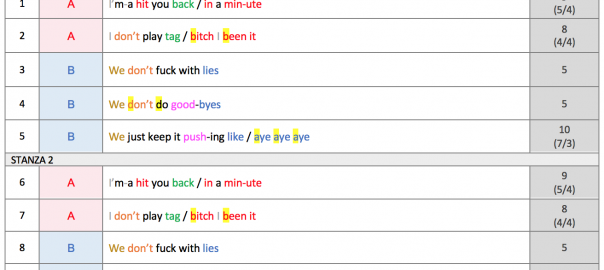 1 A I'm-a hit you back / in a min-ute (5/4)
2 A I don't play tag / bitch I been it 8
(4/4)
3 B We don't fuck with lies 5
4 B We don't do good-byes 5
5 B We just keep it push-ing like / aye aye aye 10
(7/3)
STANZA 2
6 A I'm-a hit you back / in a min-ute 9
(5/4)
7 A I don't play tag / bitch I been it 8
(4/4)
8 B We don't fuck with lies 5